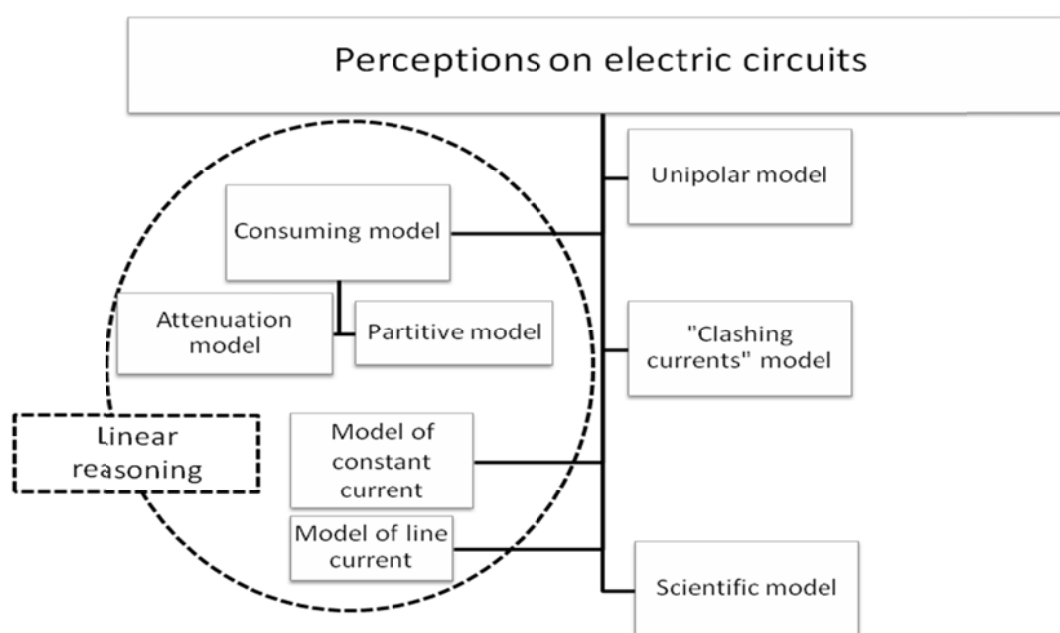 Perceptions on electric circuits
Unipolar model
Consuming model
Attenuation
model
Partitive model
"Clashing
currents" model
Linear
reasoning
Model of
constant
current
Model of line
current
Scientific model